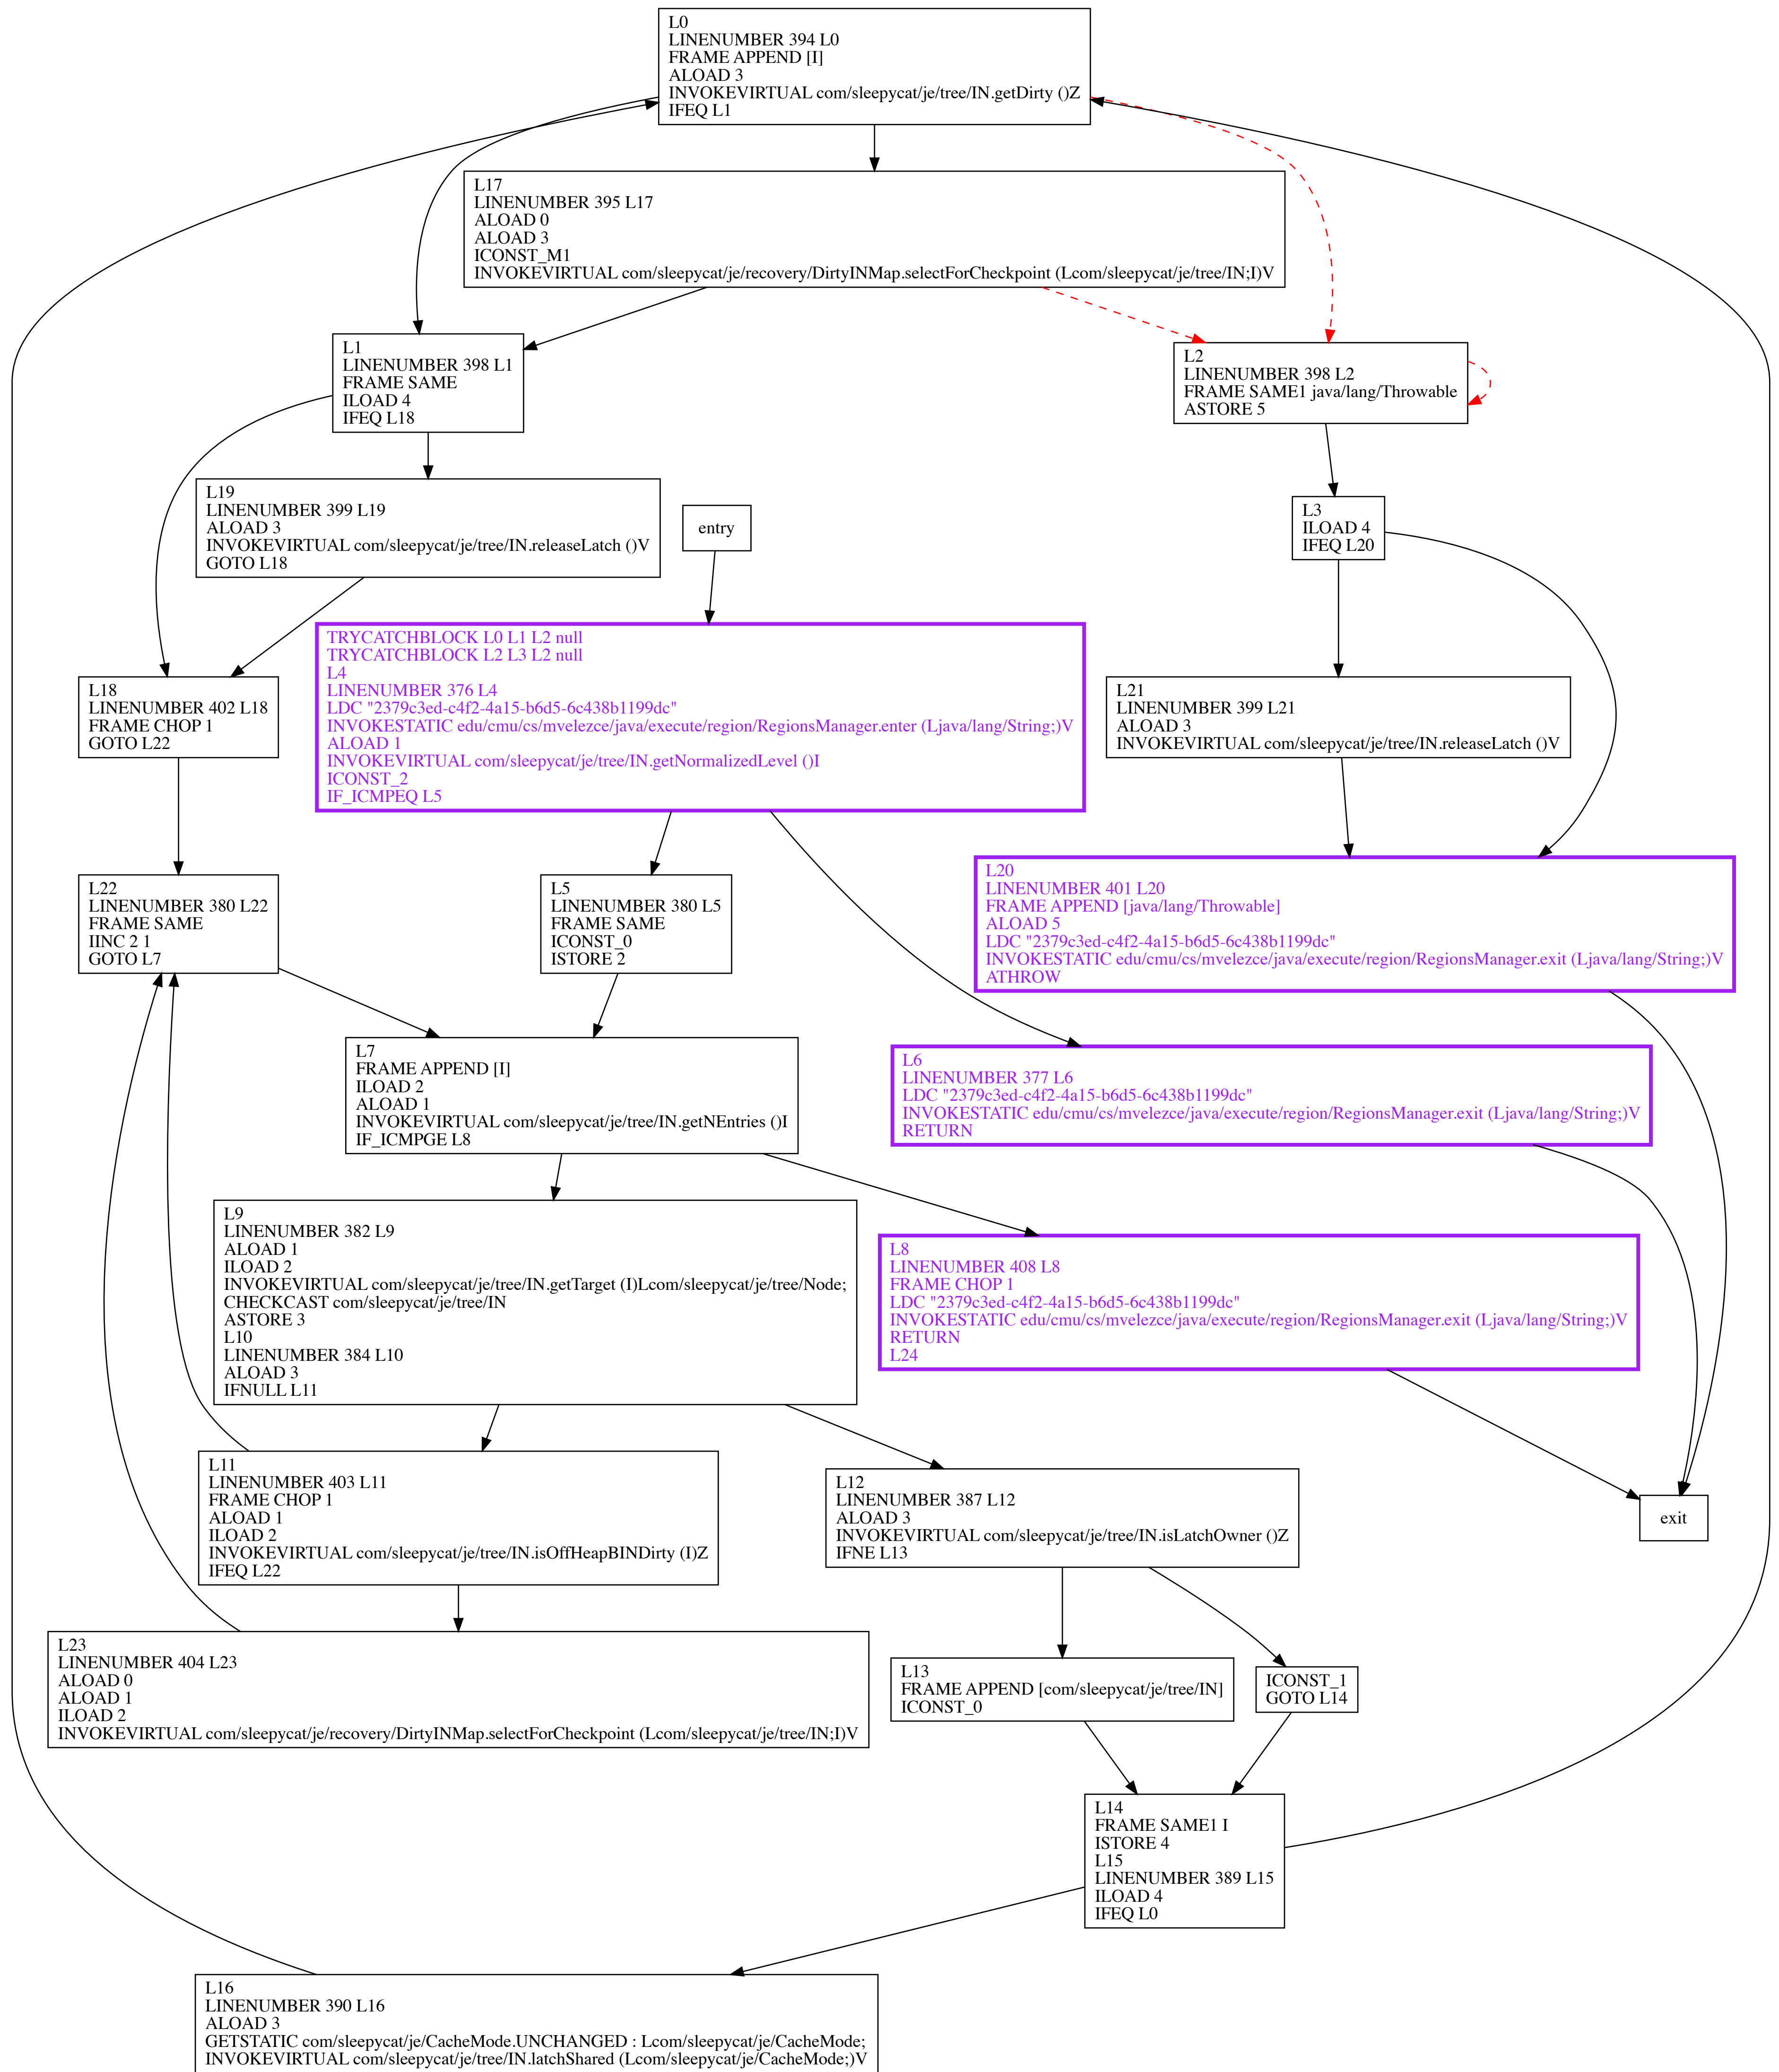 L0
LINENUMBER 394 L0
FRAME APPEND [I]
ALOAD 3
INVOKEVIRTUAL com/sleepycat/je/tree/IN.getDirty ()Z
IFEQ L1
L17
LINENUMBER 395 L17
ALOAD 0
ALOAD 3
ICONST_M1
INVOKEVIRTUAL com/sleepycat/je/recovery/DirtyINMap.selectForCheckpoint (Lcom/sleepycat/je/tree/IN;I)V
L1
LINENUMBER 398 L1
FRAME SAME
ILOAD 4
IFEQ L18
L2
LINENUMBER 398 L2
FRAME SAME1 java/lang/Throwable
ASTORE 5
L19
LINENUMBER 399 L19
ALOAD 3
INVOKEVIRTUAL com/sleepycat/je/tree/IN.releaseLatch ()V
GOTO L18
entry
L3
ILOAD 4
IFEQ L20
TRYCATCHBLOCK L0 L1 L2 null
TRYCATCHBLOCK L2 L3 L2 null
L4
LINENUMBER 376 L4
LDC "2379c3ed-c4f2-4a15-b6d5-6c438b1199dc"
INVOKESTATIC edu/cmu/cs/mvelezce/java/execute/region/RegionsManager.enter (Ljava/lang/String;)V
ALOAD 1
INVOKEVIRTUAL com/sleepycat/je/tree/IN.getNormalizedLevel ()I
ICONST_2
IF_ICMPEQ L5
L18
LINENUMBER 402 L18
FRAME CHOP 1
GOTO L22
L21
LINENUMBER 399 L21
ALOAD 3
INVOKEVIRTUAL com/sleepycat/je/tree/IN.releaseLatch ()V
L22
LINENUMBER 380 L22
FRAME SAME
IINC 2 1
GOTO L7
L5
LINENUMBER 380 L5
FRAME SAME
ICONST_0
ISTORE 2
L20
LINENUMBER 401 L20
FRAME APPEND [java/lang/Throwable]
ALOAD 5
LDC "2379c3ed-c4f2-4a15-b6d5-6c438b1199dc"
INVOKESTATIC edu/cmu/cs/mvelezce/java/execute/region/RegionsManager.exit (Ljava/lang/String;)V
ATHROW
L7
FRAME APPEND [I]
ILOAD 2
ALOAD 1
INVOKEVIRTUAL com/sleepycat/je/tree/IN.getNEntries ()I
IF_ICMPGE L8
L6
LINENUMBER 377 L6
LDC "2379c3ed-c4f2-4a15-b6d5-6c438b1199dc"
INVOKESTATIC edu/cmu/cs/mvelezce/java/execute/region/RegionsManager.exit (Ljava/lang/String;)V
RETURN
L9
LINENUMBER 382 L9
ALOAD 1
ILOAD 2
INVOKEVIRTUAL com/sleepycat/je/tree/IN.getTarget (I)Lcom/sleepycat/je/tree/Node;
CHECKCAST com/sleepycat/je/tree/IN
ASTORE 3
L10
LINENUMBER 384 L10
ALOAD 3
IFNULL L11
L8
LINENUMBER 408 L8
FRAME CHOP 1
LDC "2379c3ed-c4f2-4a15-b6d5-6c438b1199dc"
INVOKESTATIC edu/cmu/cs/mvelezce/java/execute/region/RegionsManager.exit (Ljava/lang/String;)V
RETURN
L24
L11
LINENUMBER 403 L11
FRAME CHOP 1
ALOAD 1
ILOAD 2
INVOKEVIRTUAL com/sleepycat/je/tree/IN.isOffHeapBINDirty (I)Z
IFEQ L22
L12
LINENUMBER 387 L12
ALOAD 3
INVOKEVIRTUAL com/sleepycat/je/tree/IN.isLatchOwner ()Z
IFNE L13
exit
L23
LINENUMBER 404 L23
ALOAD 0
ALOAD 1
ILOAD 2
INVOKEVIRTUAL com/sleepycat/je/recovery/DirtyINMap.selectForCheckpoint (Lcom/sleepycat/je/tree/IN;I)V
L13
FRAME APPEND [com/sleepycat/je/tree/IN]
ICONST_0
ICONST_1
GOTO L14
L14
FRAME SAME1 I
ISTORE 4
L15
LINENUMBER 389 L15
ILOAD 4
IFEQ L0
L16
LINENUMBER 390 L16
ALOAD 3
GETSTATIC com/sleepycat/je/CacheMode.UNCHANGED : Lcom/sleepycat/je/CacheMode;
INVOKEVIRTUAL com/sleepycat/je/tree/IN.latchShared (Lcom/sleepycat/je/CacheMode;)V